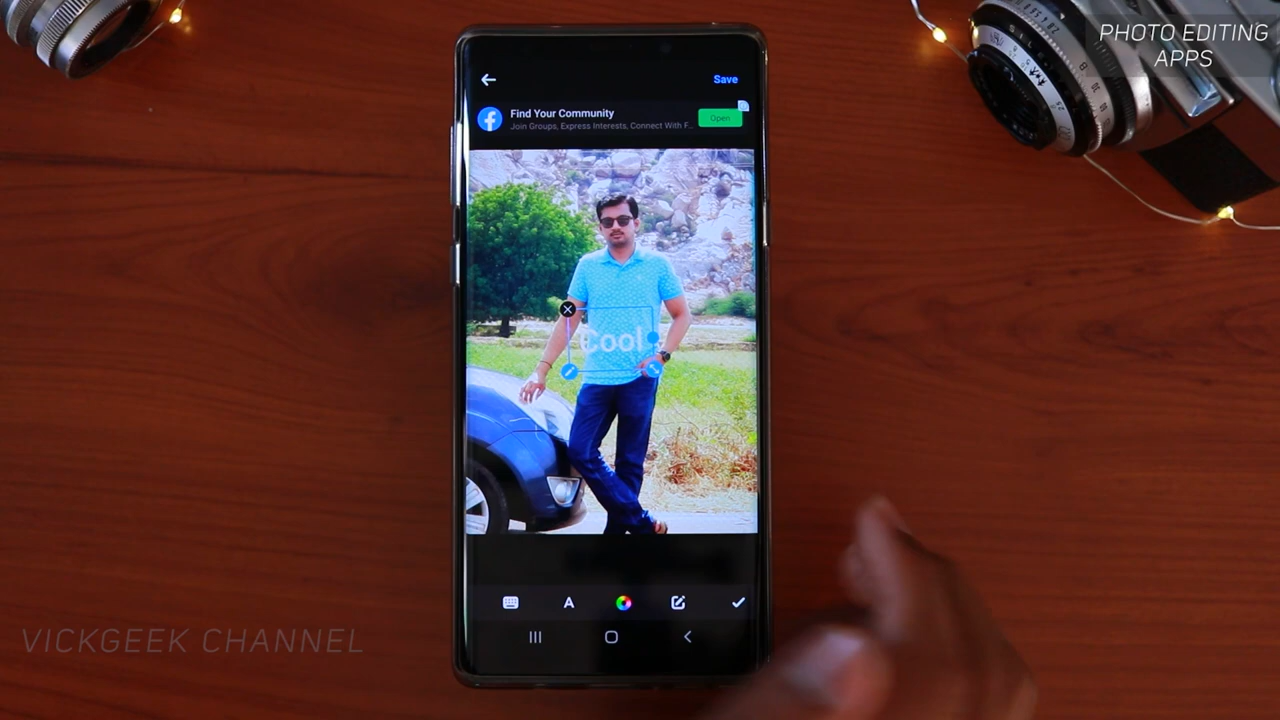 PHOTO EDITING
APPS
Save
Find Your Community
Join Groups, Express Interests, Connect With F...
Open
Cool
A
VICKGEEK CHANNEL